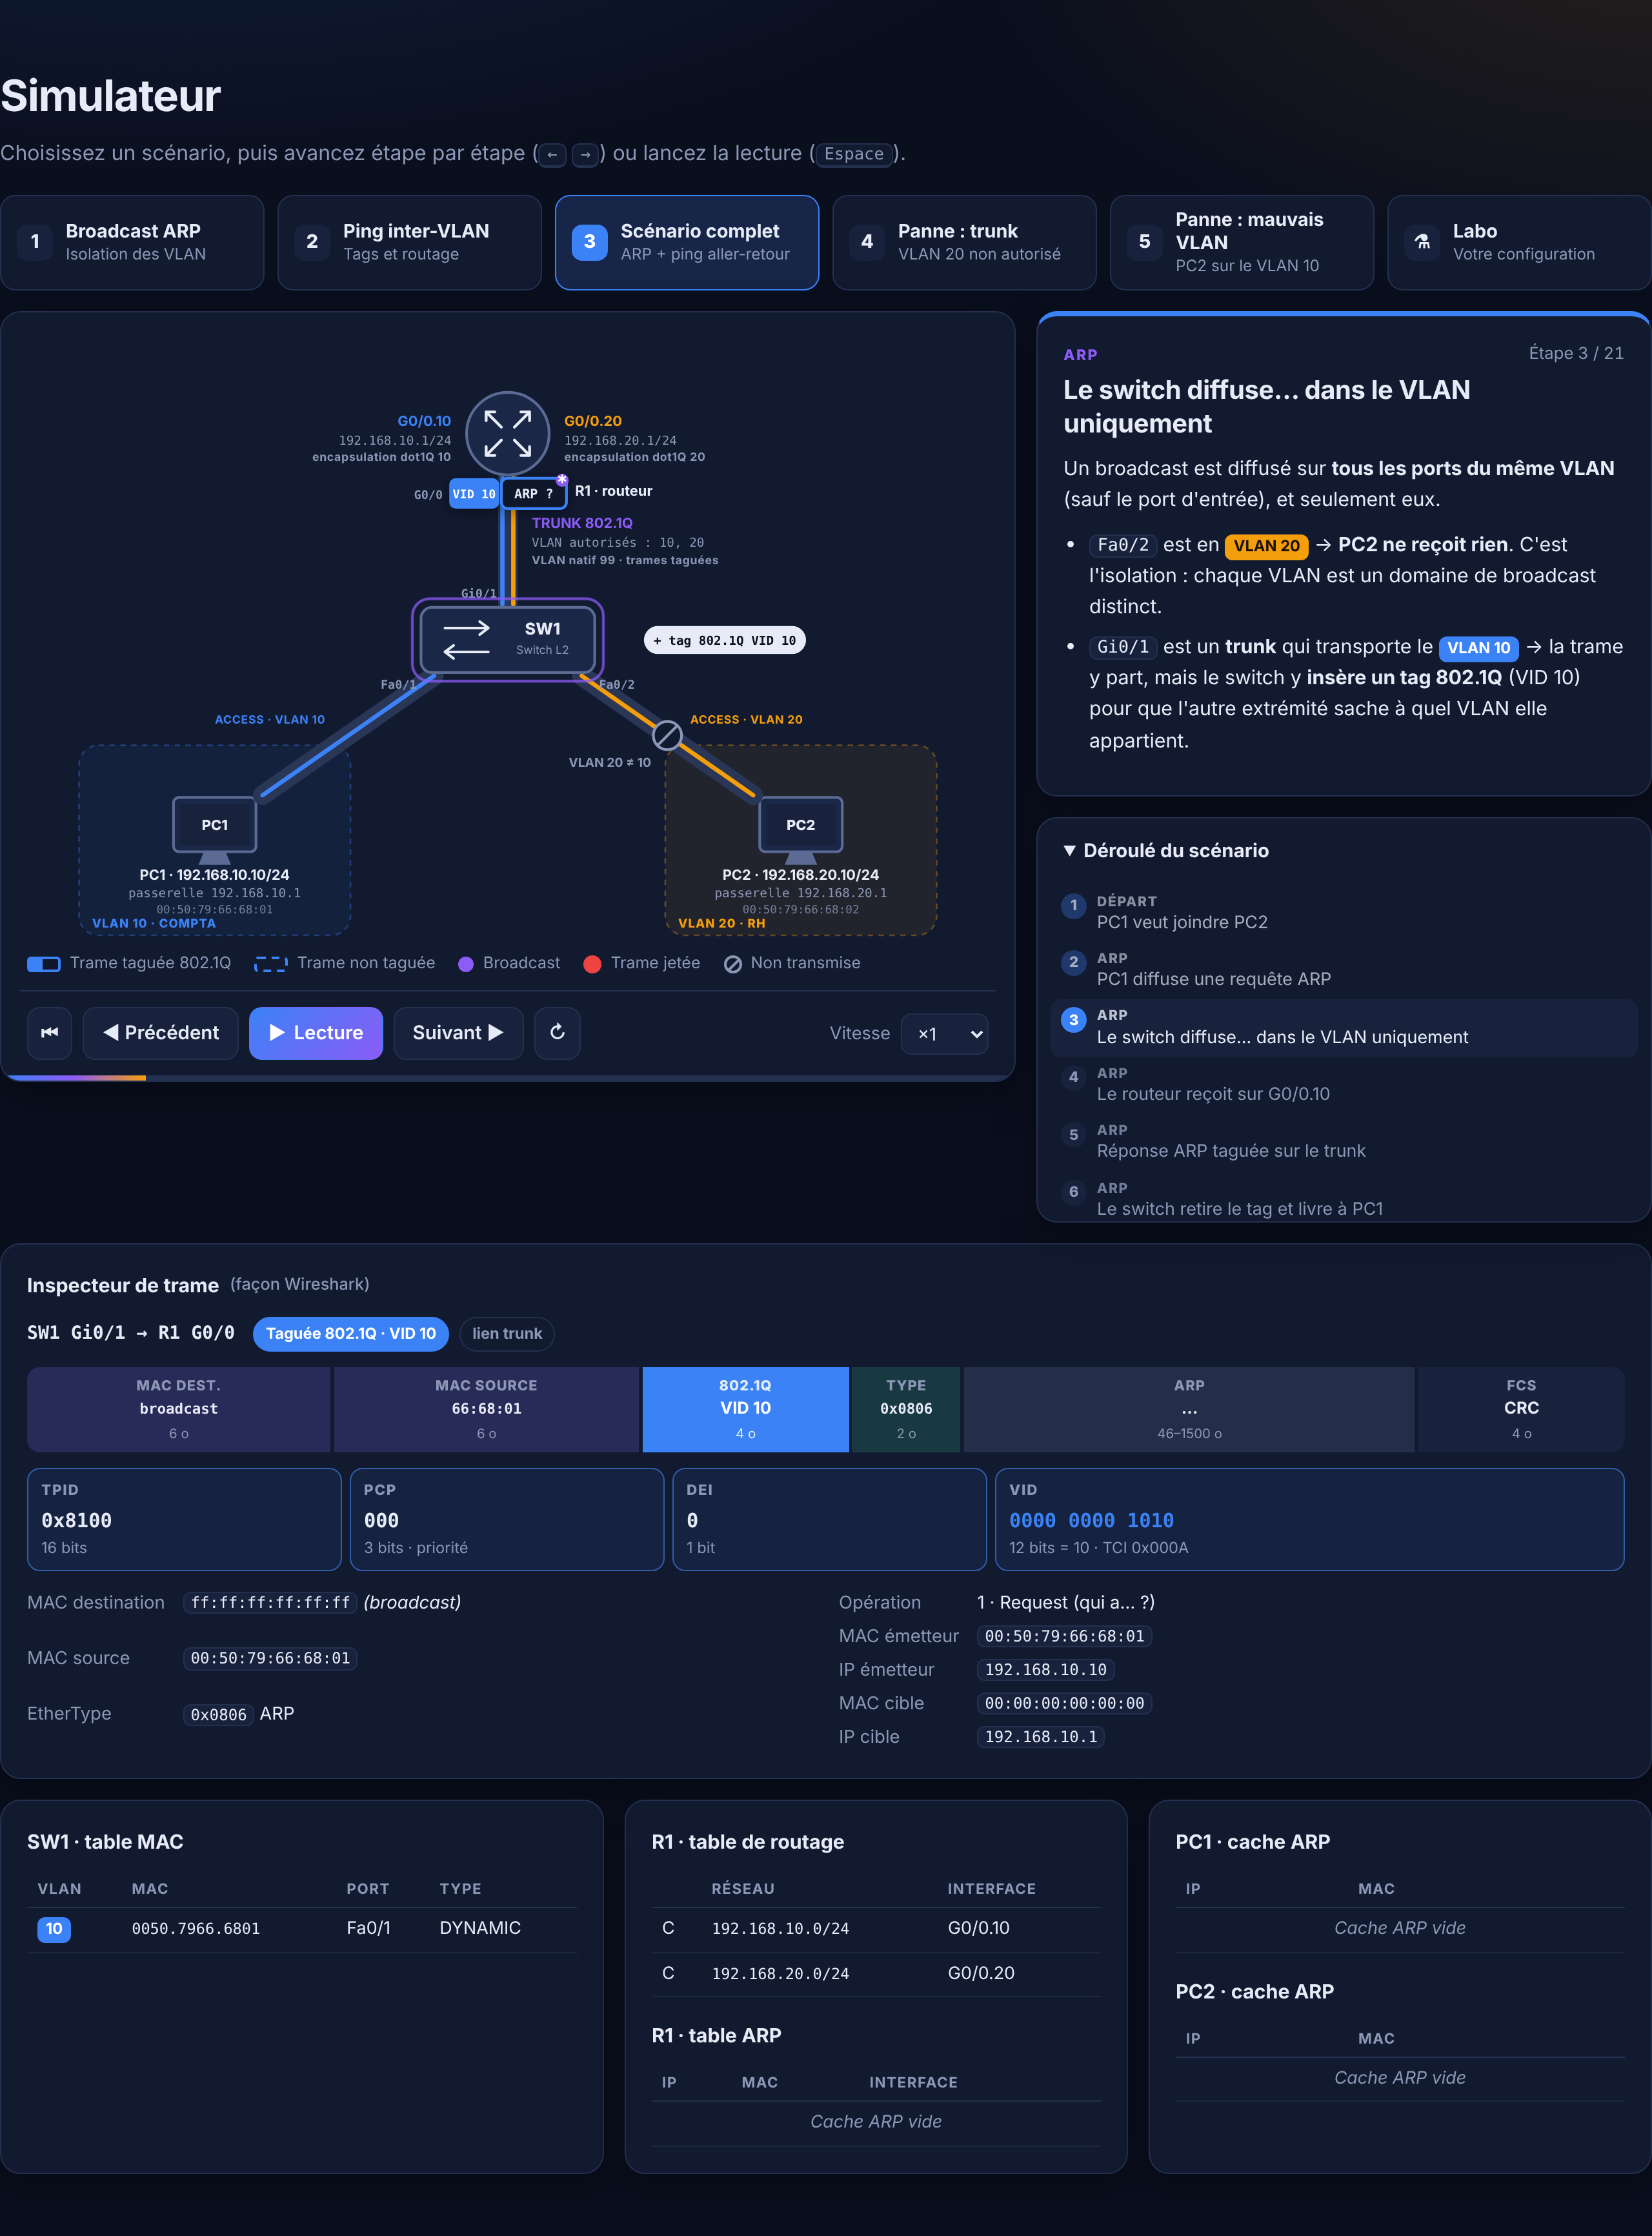 Simulateur
Choisissez un scénario, puis avancez étape par étape (← →) ou lancez la lecture (Espace).
1
Broadcast ARP
Isolation des VLAN
2
Ping inter-VLAN
Tags et routage
3
Scénario complet
ARP + ping aller-retour
4
Panne : trunk
VLAN 20 non autorisé
5
Panne : mauvais
VLAN
PC2 sur le VLAN 10
⚗
Labo
Votre configuration
G0/0.10
192.168.10.1/24
encapsulation dot1Q 10
G0/0.20
192.168.20.1/24
encapsulation dot1Q 20
G0/0
VID 10
ARP ?
*
R1 · routeur
TRUNK 802.1Q
VLAN autorisés : 10, 20
VLAN natif 99 · trames taguées
Gi0/1
SW1
Switch L2
+ tag 802.1Q VID 10
Fa0/1
Fa0/2
ACCESS · VLAN 10
ACCESS · VLAN 20
VLAN 20 ≠ 10
PC1
PC1 · 192.168.10.10/24
passerelle 192.168.10.1
00:50:79:66:68:01
VLAN 10 · COMPTA
PC2
PC2 · 192.168.20.10/24
passerelle 192.168.20.1
00:50:79:66:68:02
VLAN 20 · RH
Trame taguée 802.1Q
Trame non taguée
Broadcast
Trame jetée
Non transmise
⏮
◀ Précédent
▶ Lecture
Suivant ▶
↻
Vitesse
×1
ARP
Étape 3 / 21
Le switch diffuse… dans le VLAN
uniquement
Un broadcast est diffusé sur tous les ports du même VLAN
(sauf le port d'entrée), et seulement eux.
• Fa0/2 est en VLAN 20 → PC2 ne reçoit rien. C'est
l'isolation : chaque VLAN est un domaine de broadcast
distinct.
• Gi0/1 est un trunk qui transporte le VLAN 10 → la trame
y part, mais le switch y insère un tag 802.1Q (VID 10)
pour que l'autre extrémité sache à quel VLAN elle
appartient.
▼ Déroulé du scénario
1
DÉPART
PC1 veut joindre PC2
2
ARP
PC1 diffuse une requête ARP
3
ARP
Le switch diffuse… dans le VLAN uniquement
4
ARP
Le routeur reçoit sur G0/0.10
5
ARP
Réponse ARP taguée sur le trunk
6
ARP
Le switch retire le tag et livre à PC1
Inspecteur de trame (façon Wireshark)
SW1 Gi0/1 → R1 G0/0
Taguée 802.1Q · VID 10
lien trunk
MAC DEST.
broadcast
6 o
MAC SOURCE
66:68:01
6 o
802.1Q
VID 10
4 o
TYPE
0x0806
2 o
ARP
…
46–1500 o
FCS
CRC
4 o
TPID
0x8100
16 bits
PCP
000
3 bits · priorité
DEI
0
1 bit
VID
0000 0000 1010
12 bits = 10 · TCI 0x000A
MAC destination ff:ff:ff:ff:ff:ff (broadcast)
MAC source 00:50:79:66:68:01
EtherType 0x0806 ARP
Opération 1 · Request (qui a… ?)
MAC émetteur 00:50:79:66:68:01
IP émetteur 192.168.10.10
MAC cible 00:00:00:00:00:00
IP cible 192.168.10.1
SW1 · table MAC
VLAN MAC PORT TYPE
10 0050.7966.6801 Fa0/1 DYNAMIC
R1 · table de routage
RÉSEAU INTERFACE
C 192.168.10.0/24 G0/0.10
C 192.168.20.0/24 G0/0.20
R1 · table ARP
IP MAC INTERFACE
Cache ARP vide
PC1 · cache ARP
IP MAC
Cache ARP vide
PC2 · cache ARP
IP MAC
Cache ARP vide